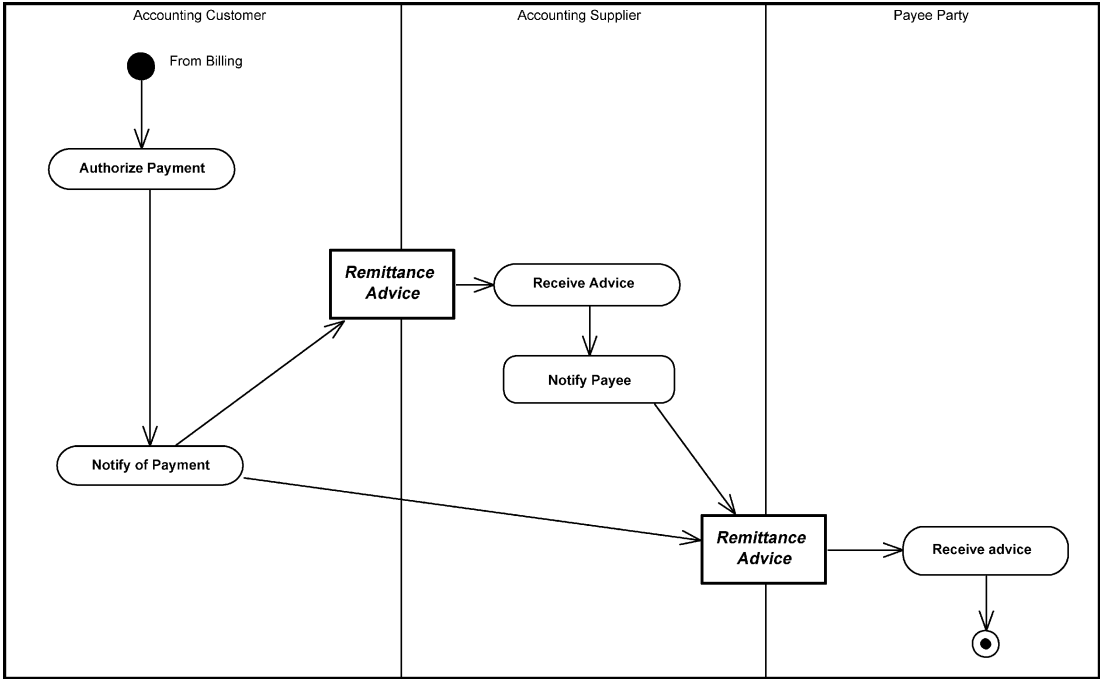 Accounting Customer
Accounting Supplier
Payee Party
From Billing
Authorize Payment
Remittance
Advice
Receive Advice
Notify Payee
Notify of Payment
Remittance
Advice
Receive advice